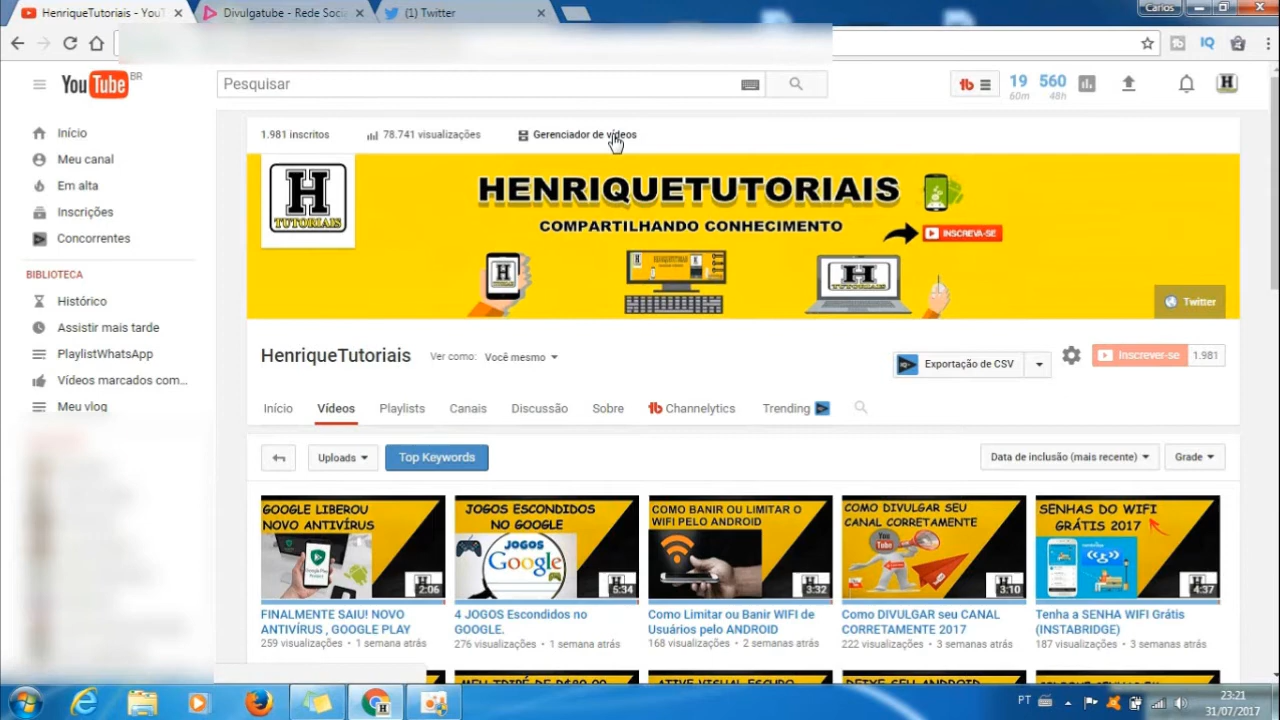 HenriqueTutoriais - YouT
Divulgatube - Rede Socia
(1) Twitter
Carlos
YouTube BR
Pesquisar
19 560
60m 48h
Início
Meu canal
Em alta
Inscrições
Concorrentes
BIBLIOTECA
Histórico
Assistir mais tarde
PlaylistWhatsApp
Vídeos marcados com...
Meu vlog
1.981 inscritos
78.741 visualizações
Gerenciador de vídeos
H
TUTORIAIS
HENRIQUETUTORIAIS
COMPARTILHANDO CONHECIMENTO
INSCREVA-SE
Twitter
HenriqueTutoriais
Ver como: Você mesmo
Exportação de CSV
Inscrever-se 1.981
Início Vídeos Playlists Canais Discussão Sobre Channelytics Trending
Uploads
Top Keywords
Data de inclusão (mais recente)
Grade
GOOGLE LIBEROU
NOVO ANTIVÍRUS
2:06
FINALMENTE SAIU! NOVO
ANTIVÍRUS , GOOGLE PLAY
259 visualizações • 1 semana atrás
JOGOS ESCONDIDOS
NO GOOGLE
JOGOS
Google
5:34
4 JOGOS Escondidos no
GOOGLE.
276 visualizações • 1 semana atrás
COMO BANIR OU LIMITAR O
WIFI PELO ANDROID
3:32
Como Limitar ou Banir WIFI de
Usuários pelo ANDROID
168 visualizações • 2 semanas atrás
COMO DIVULGAR SEU
CANAL CORRETAMENTE
You
Tube
3:10
Como DIVULGAR seu CANAL
CORRETAMENTE 2017
222 visualizações • 3 semanas atrás
SENHAS DO WIFI
GRÁTIS 2017
4:37
Tenha a SENHA WIFI Grátis
(INSTABRIDGE)
187 visualizações • 3 semanas atrás
PT
23:21
31/07/2017